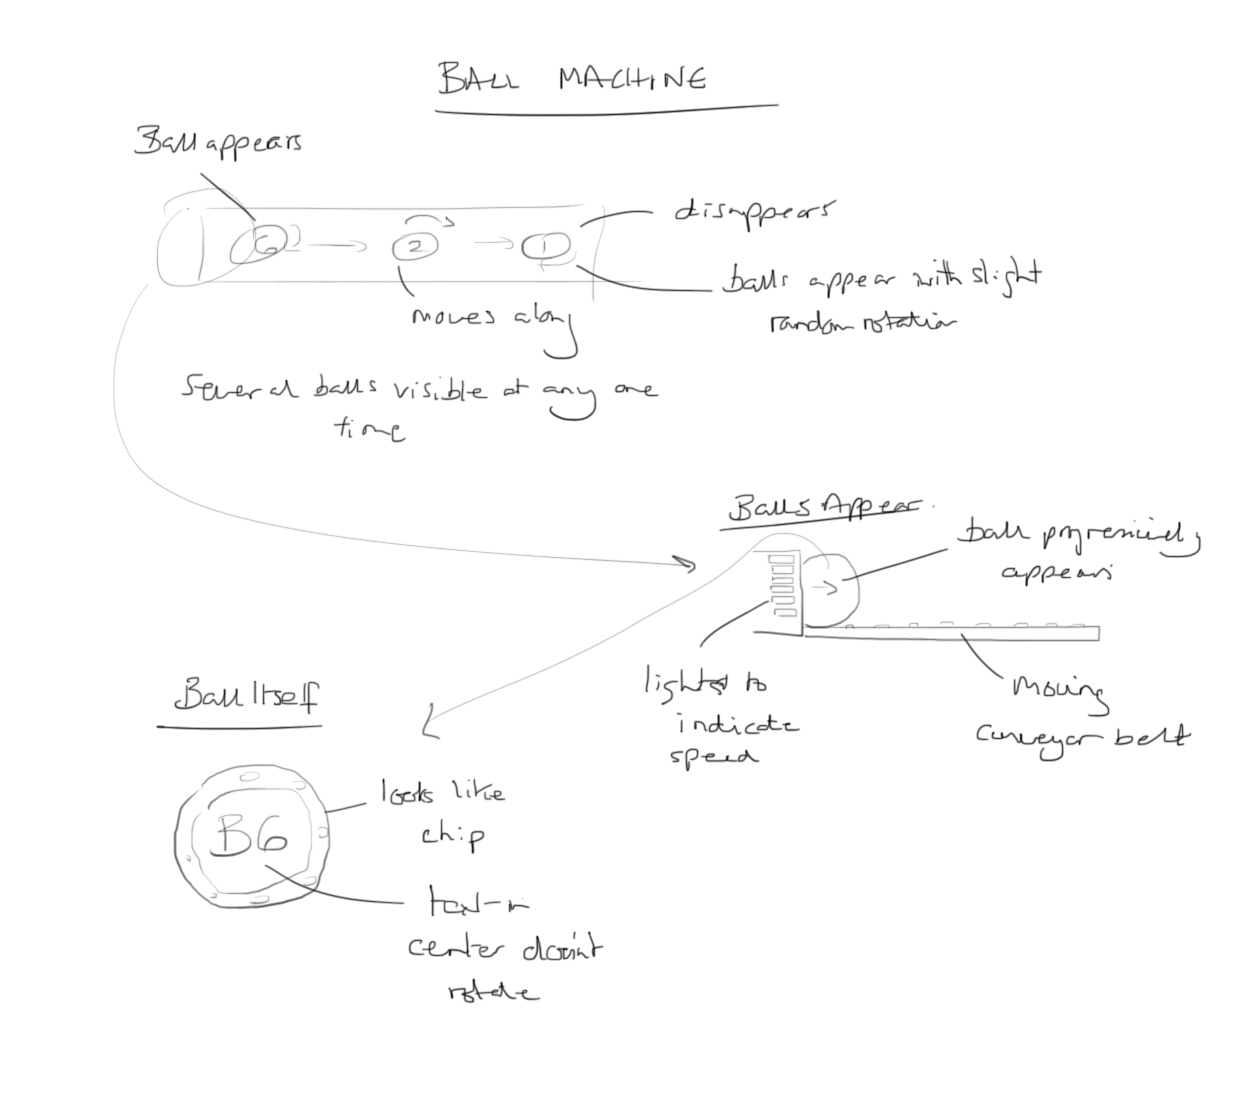 BALL MACHINE
Ball appears
disappears
6
2
1
balls appear with slight
random rotation
moves along
Several balls visible at any one
time
Balls Appear.
ball progressively
appears
lights to
indicate
speed
moving
conveyor belt
Ball Itself
looks like
chip
B6
text in
center doesn't
rotate